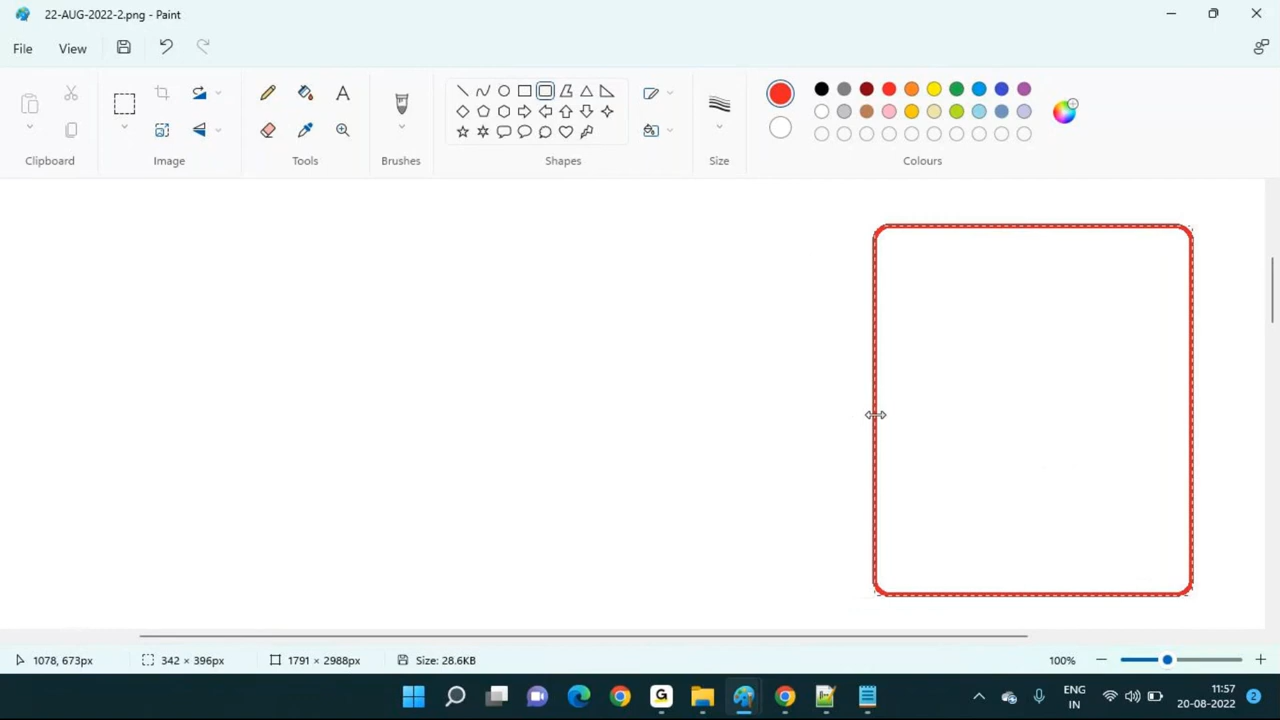 22-AUG-2022-2.png - Paint
File View
Clipboard
Image
Tools
Brushes
Shapes
Size
Colours
1078, 673px
342 × 396px
1791 × 2988px
Size: 28.6KB
100%
ENG
IN
11:57
20-08-2022
2